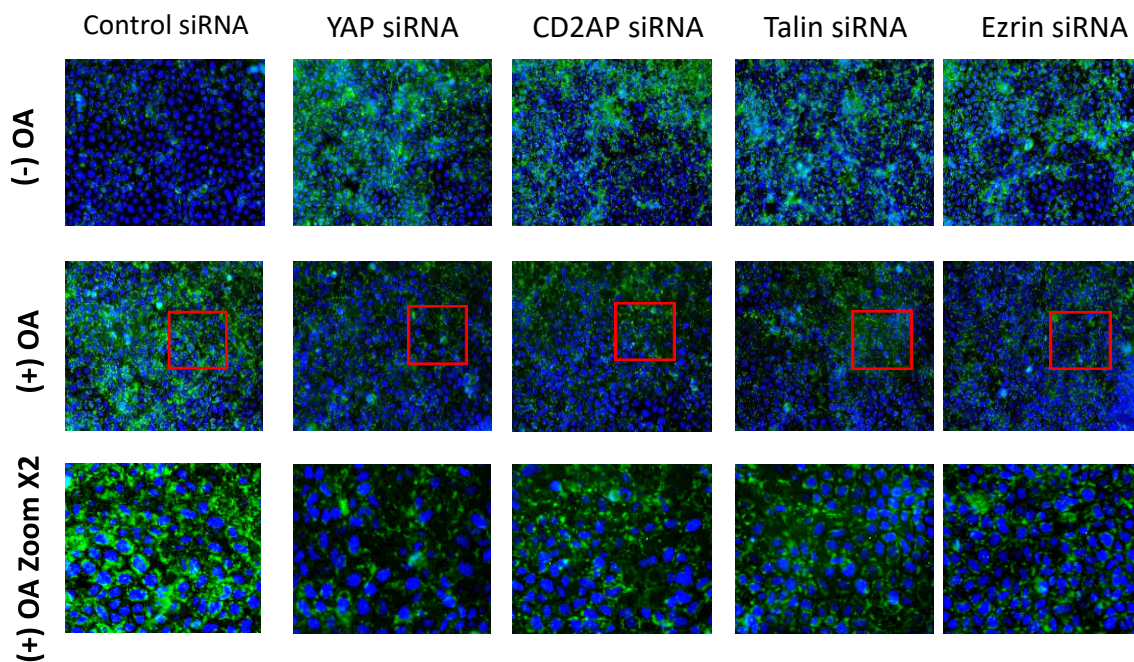 Control siRNA
YAP siRNA
CD2AP siRNA
Talin siRNA
Ezrin siRNA
(-) OA
(+) OA
(+) OA Zoom X2